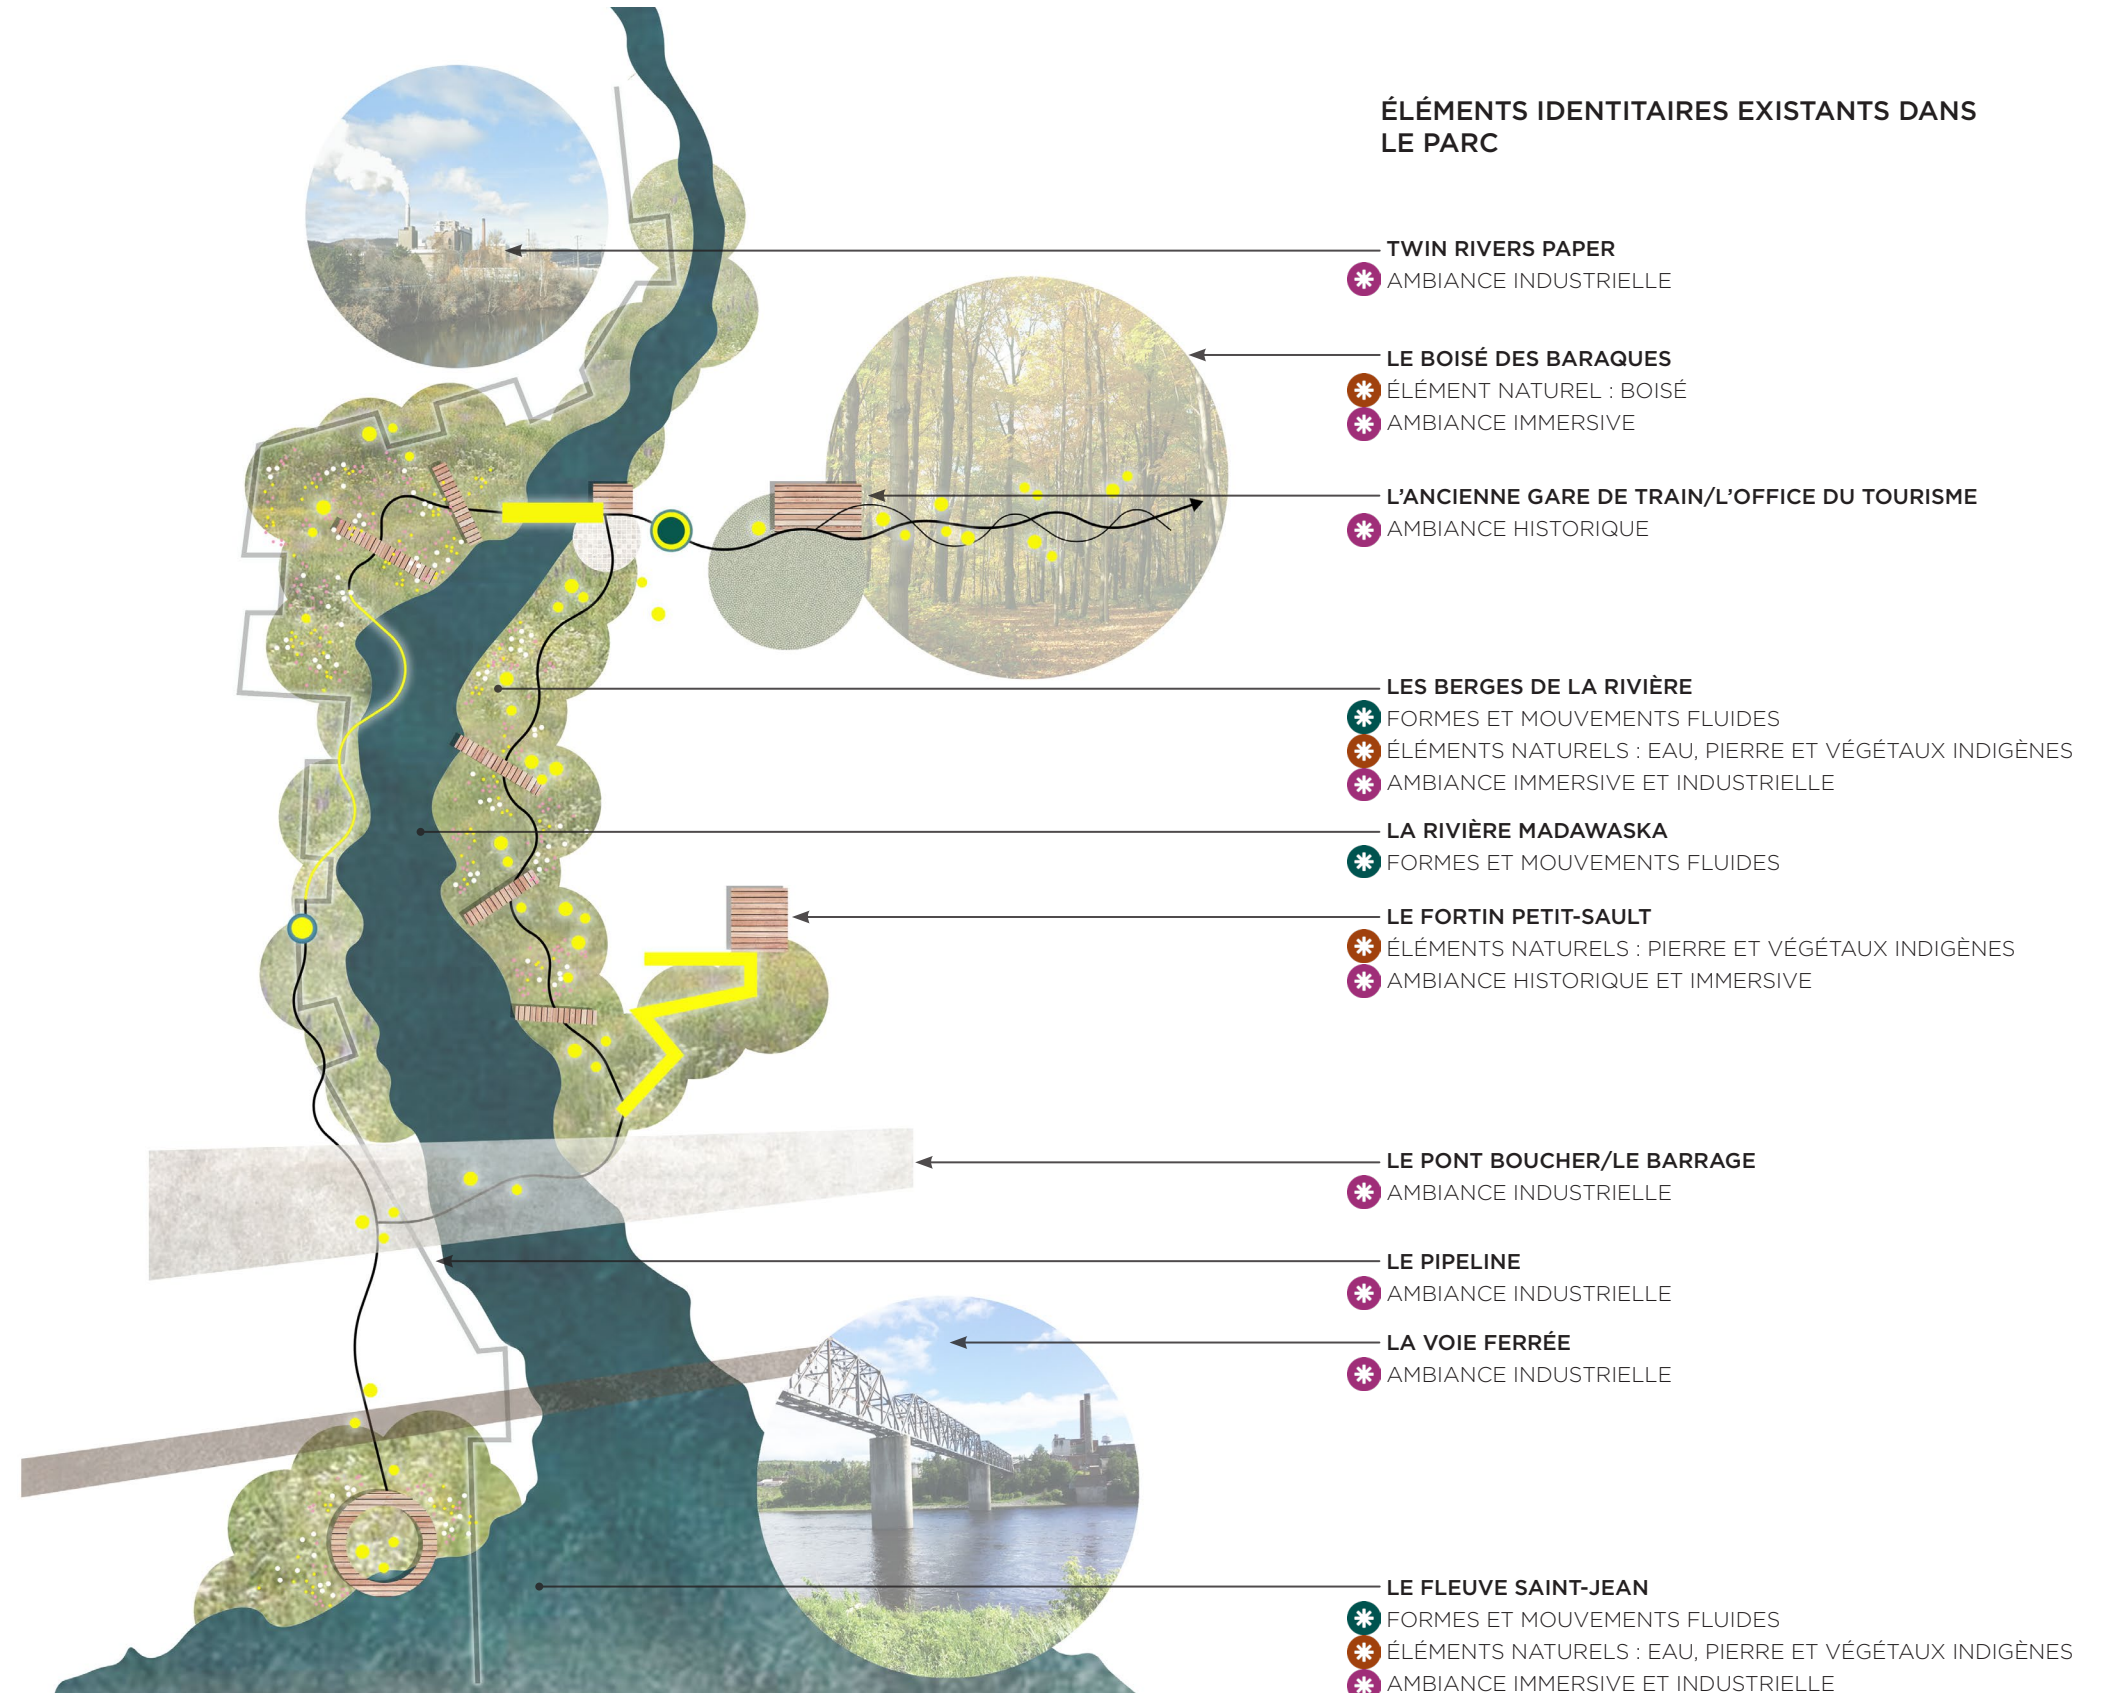 ÉLÉMENTS IDENTITAIRES EXISTANTS DANS
LE PARC
TWIN RIVERS PAPER
AMBIANCE INDUSTRIELLE
LE BOISÉ DES BARAQUES
ÉLÉMENT NATUREL : BOISÉ
AMBIANCE IMMERSIVE
L'ANCIENNE GARE DE TRAIN/L'OFFICE DU TOURISME
AMBIANCE HISTORIQUE
LES BERGES DE LA RIVIÈRE
FORMES ET MOUVEMENTS FLUIDES
ÉLÉMENTS NATURELS : EAU, PIERRE ET VÉGÉTAUX INDIGÈNES
AMBIANCE IMMERSIVE ET INDUSTRIELLE
LA RIVIÈRE MADAWASKA
FORMES ET MOUVEMENTS FLUIDES
LE FORTIN PETIT-SAULT
ÉLÉMENTS NATURELS : PIERRE ET VÉGÉTAUX INDIGÈNES
AMBIANCE HISTORIQUE ET IMMERSIVE
LE PONT BOUCHER/LE BARRAGE
AMBIANCE INDUSTRIELLE
LE PIPELINE
AMBIANCE INDUSTRIELLE
LA VOIE FERRÉE
AMBIANCE INDUSTRIELLE
LE FLEUVE SAINT-JEAN
FORMES ET MOUVEMENTS FLUIDES
ÉLÉMENTS NATURELS : EAU, PIERRE ET VÉGÉTAUX INDIGÈNES
AMBIANCE IMMERSIVE ET INDUSTRIELLE